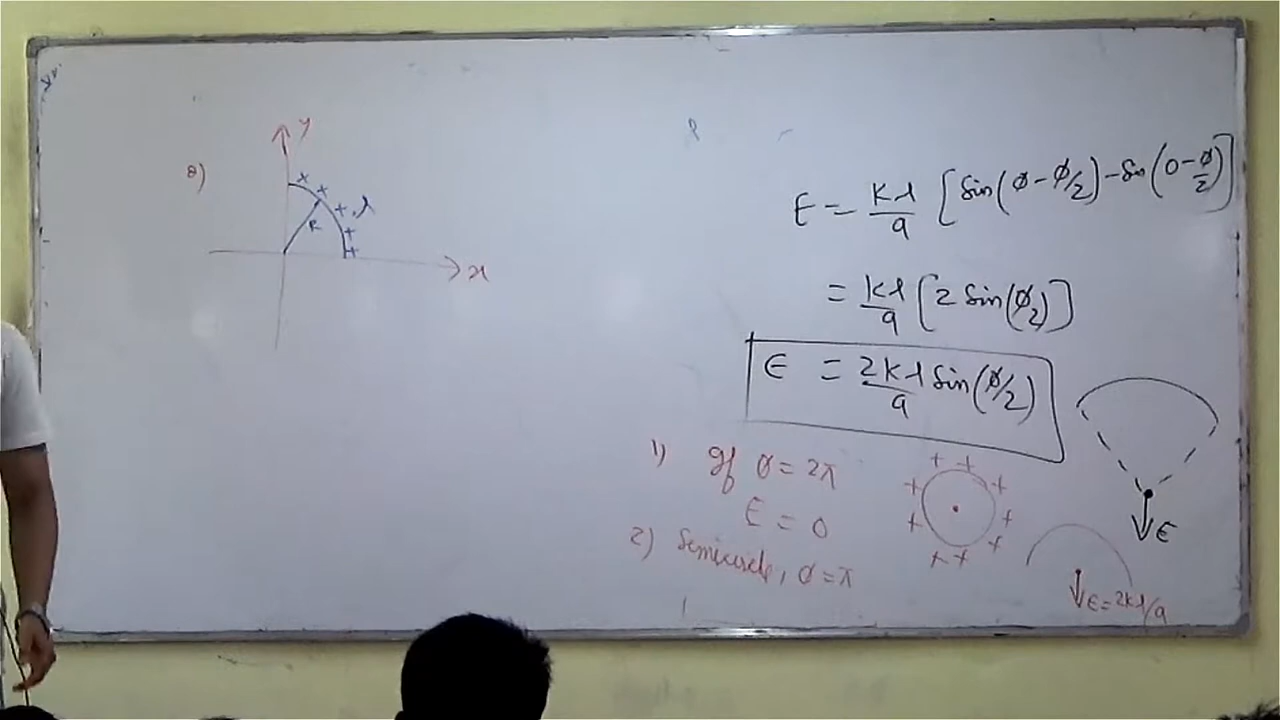 y
8)
R
λ
x
E = kλ/a [Sin(ϕ-ϕ/2) - Sin(0-ϕ/2)]
= kλ/a [2 Sin(ϕ/2)]
E = 2kλ/a Sin(ϕ/2)
1) If ϕ = 2π
E = 0
E
2) Semicircle, ϕ = π
E = 2kλ/a